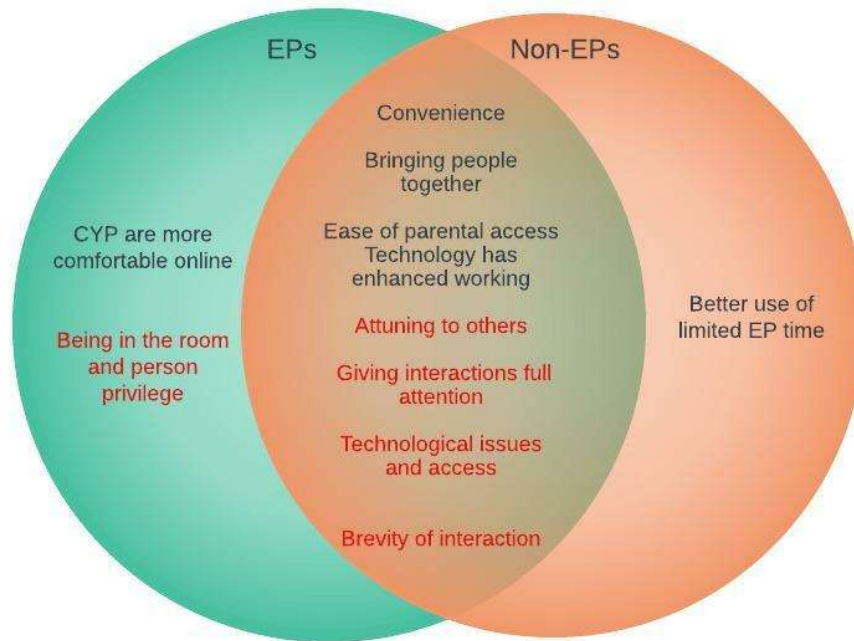 EPs
Non-EPs
CYP are more
comfortable online
Being in the room
and person
privilege
Convenience
Bringing people
together
Ease of parental access
Technology has
enhanced working
Attuning to others
Giving interactions full
attention
Technological issues
and access
Brevity of interaction
Better use of
limited EP time